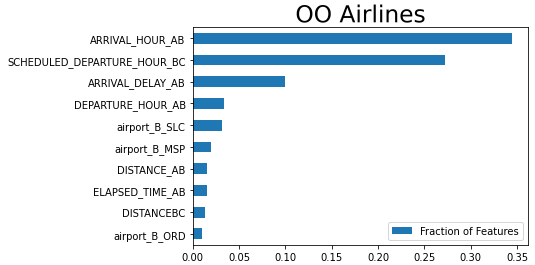 OO Airlines
ARRIVAL_HOUR_AB
SCHEDULED_DEPARTURE_HOUR_BC
ARRIVAL_DELAY_AB
DEPARTURE_HOUR_AB
airport_B_SLC
airport_B_MSP
DISTANCE_AB
ELAPSED_TIME_AB
DISTANCEBC
airport_B_ORD
Fraction of Features
0.00 0.05 0.10 0.15 0.20 0.25 0.30 0.35